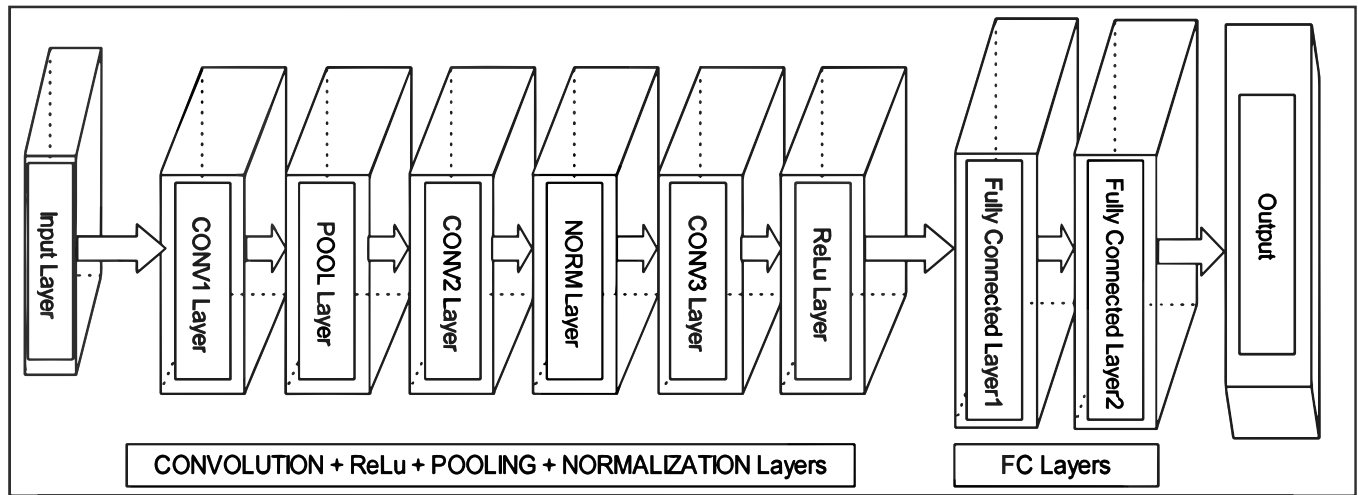 Input Layer
CONV1 Layer
POOL Layer
CONV2 Layer
NORM Layer
CONV3 Layer
ReLu Layer
Fully Connected Layer1
Fully Connected Layer2
Output
CONVOLUTION + ReLu + POOLING + NORMALIZATION Layers
FC Layers